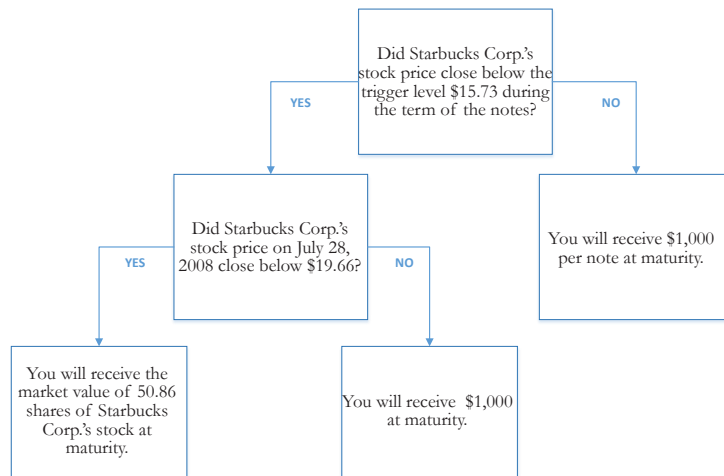 Did Starbucks Corp.'s
stock price close below the
trigger level $15.73 during
the term of the notes?
YES
NO
Did Starbucks Corp.'s
stock price on July 28,
2008 close below $19.66?
You will receive $1,000
per note at maturity.
YES
NO
You will receive the
market value of 50.86
shares of Starbucks
Corp.'s stock at
maturity.
You will receive $1,000
at maturity.